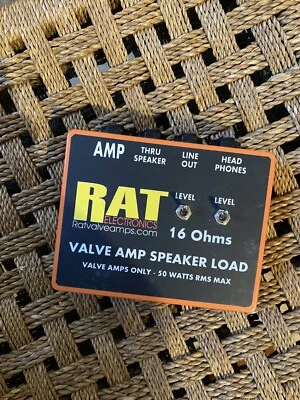 AMP
THRU SPEAKER
LINE OUT
HEAD PHONES
RAT
ELECTRONICS
Ratvalveamps.com
LEVEL
LEVEL
16 Ohms
VALVE AMP SPEAKER LOAD
VALVE AMPS ONLY - 50 WATTS RMS MAX